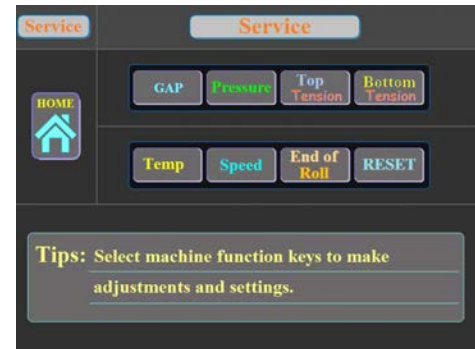 Service
Service
HOME
GAP
Pressure
Top
Tension
Bottom
Tension
Temp
Speed
End of
Roll
RESET
Tips: Select machine function keys to make
adjustments and settings.